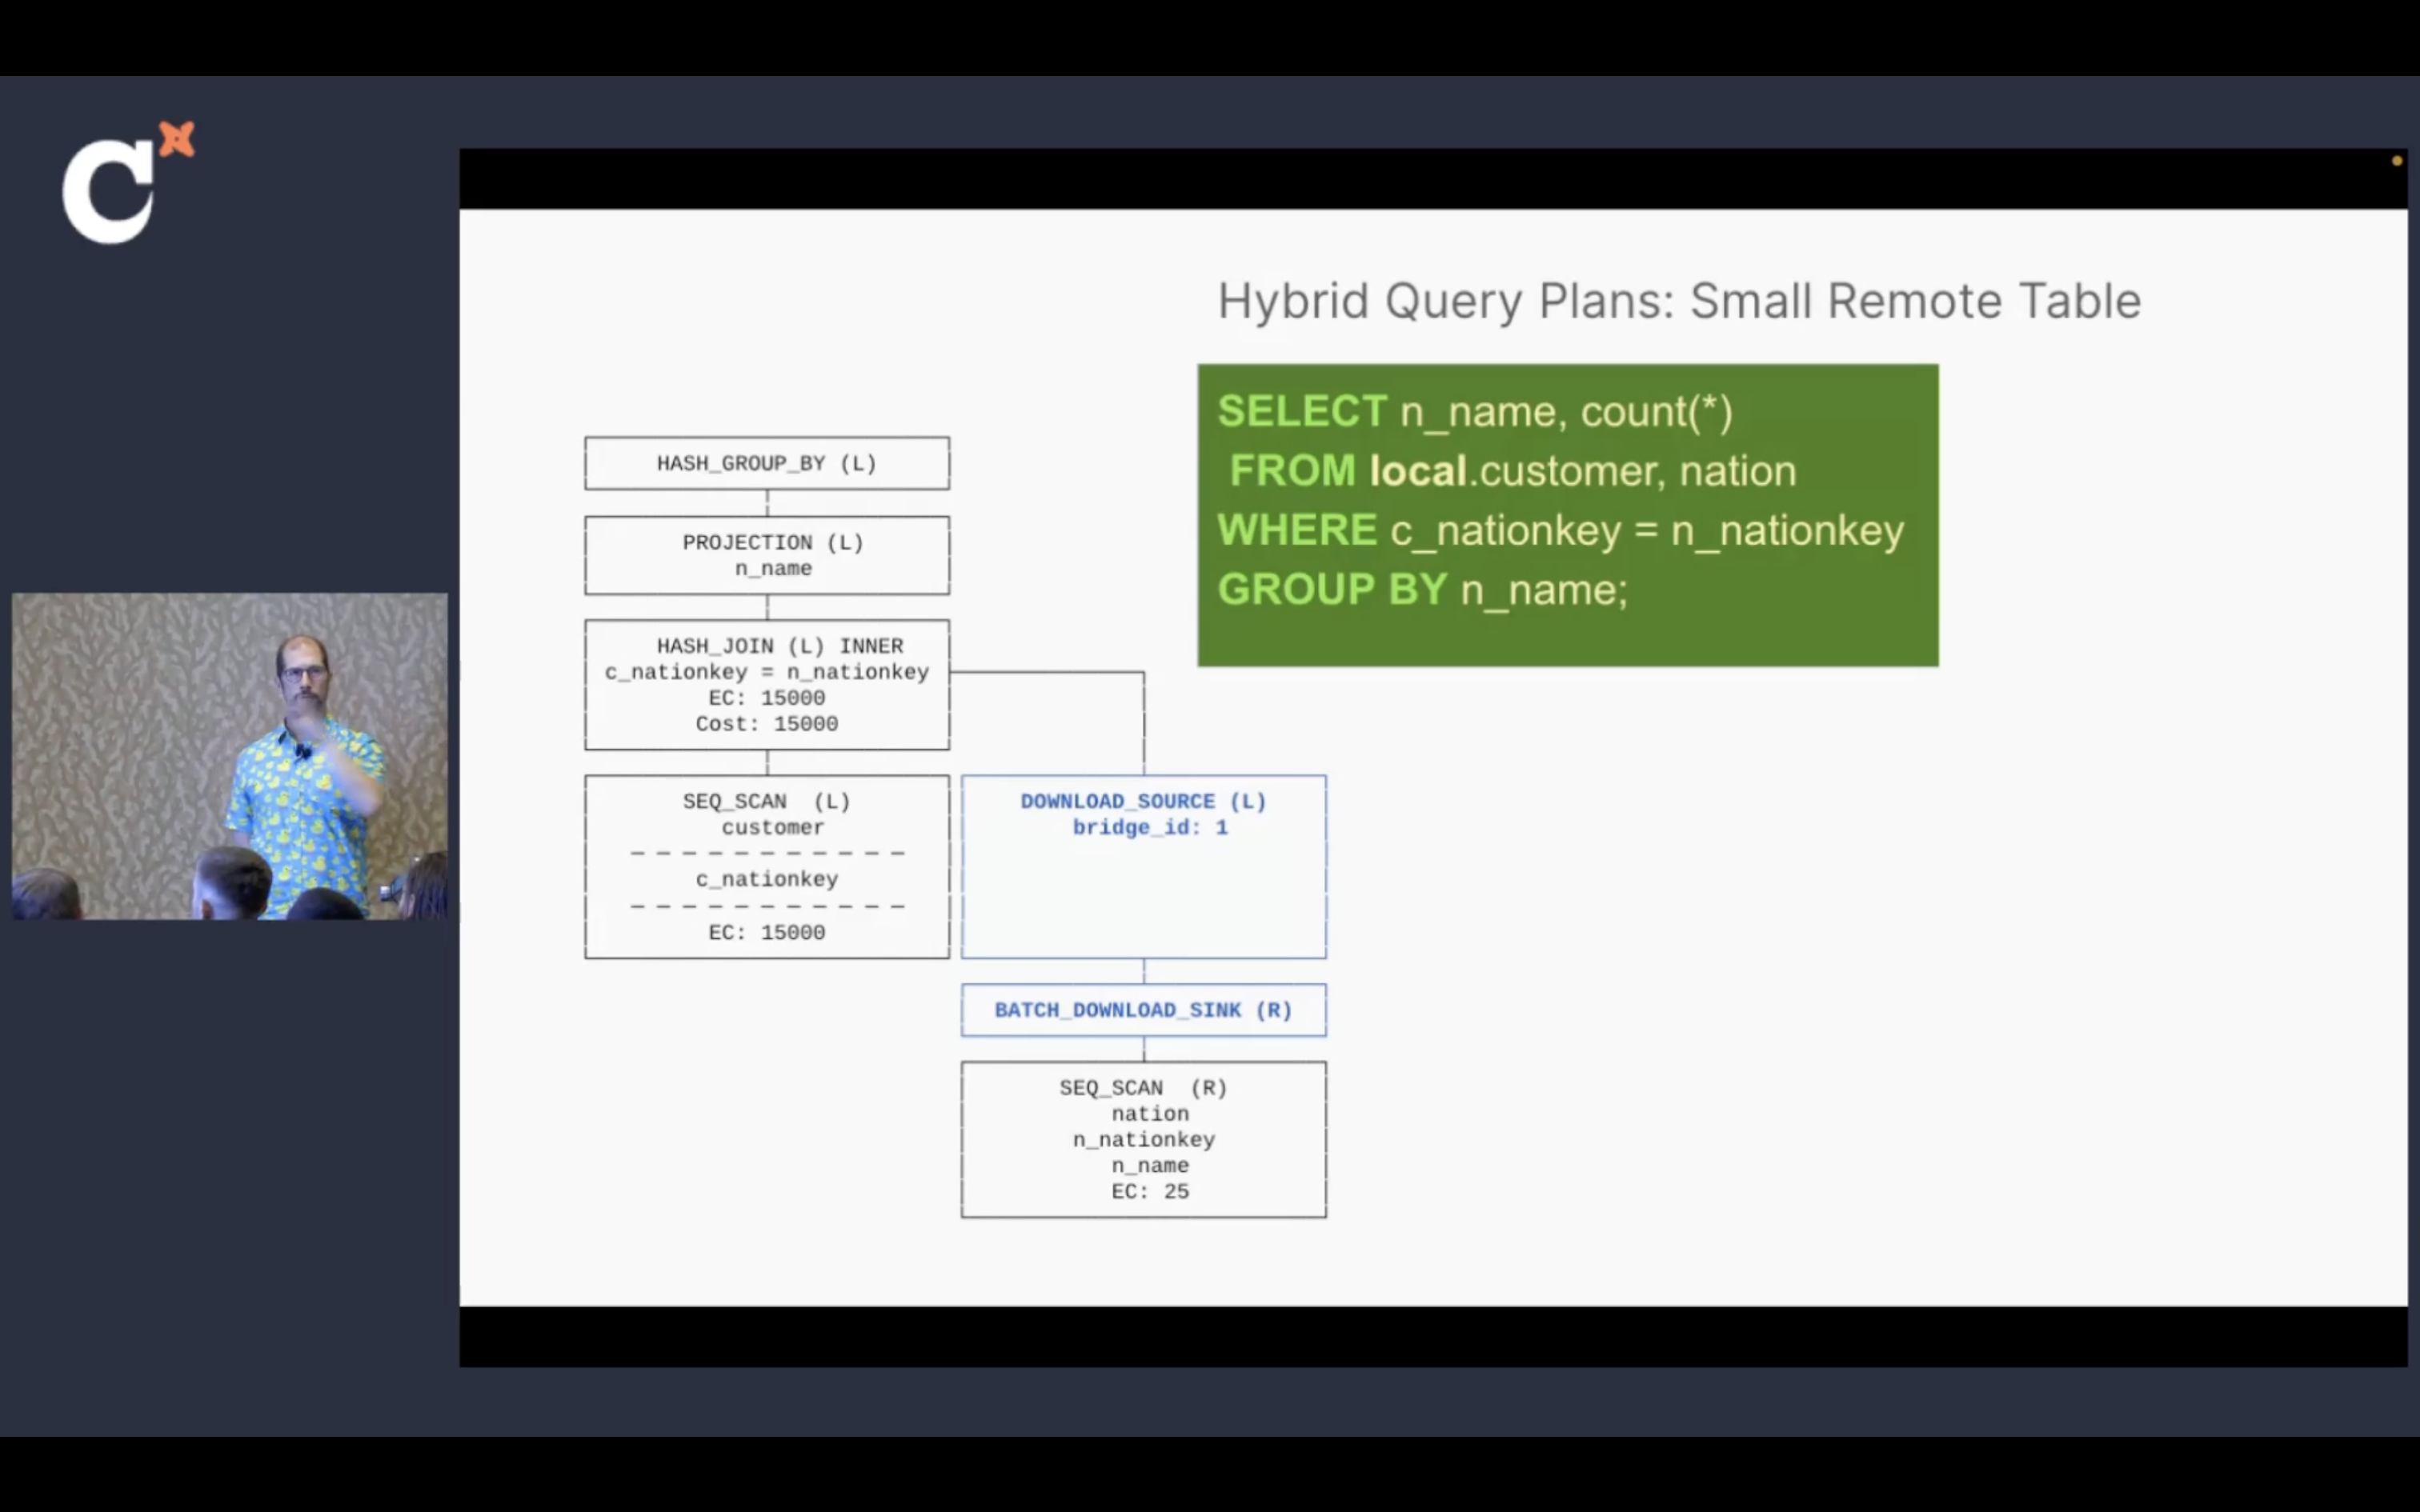 C
Hybrid Query Plans: Small Remote Table
SELECT n_name, count(*)
FROM local.customer, nation
WHERE c_nationkey = n_nationkey
GROUP BY n_name;
HASH_GROUP_BY (L)
PROJECTION (L)
n_name
HASH_JOIN (L) INNER
c_nationkey = n_nationkey
EC: 15000
Cost: 15000
SEQ_SCAN (L)
customer
c_nationkey
EC: 15000
DOWNLOAD_SOURCE (L)
bridge_id: 1
BATCH_DOWNLOAD_SINK (R)
SEQ_SCAN (R)
nation
n_nationkey
n_name
EC: 25